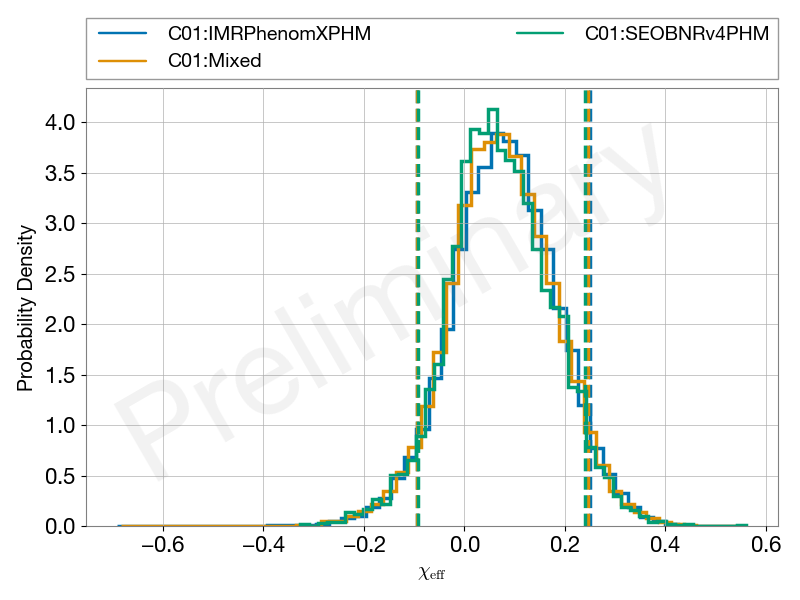 C01:IMRPhenomXPHM
C01:Mixed
C01:SEOBNRv4PHM
Preliminary
Probability Density
4.0
3.5
3.0
2.5
2.0
1.5
1.0
0.5
0.0
−0.6 −0.4 −0.2 0.0 0.2 0.4 0.6
χeff